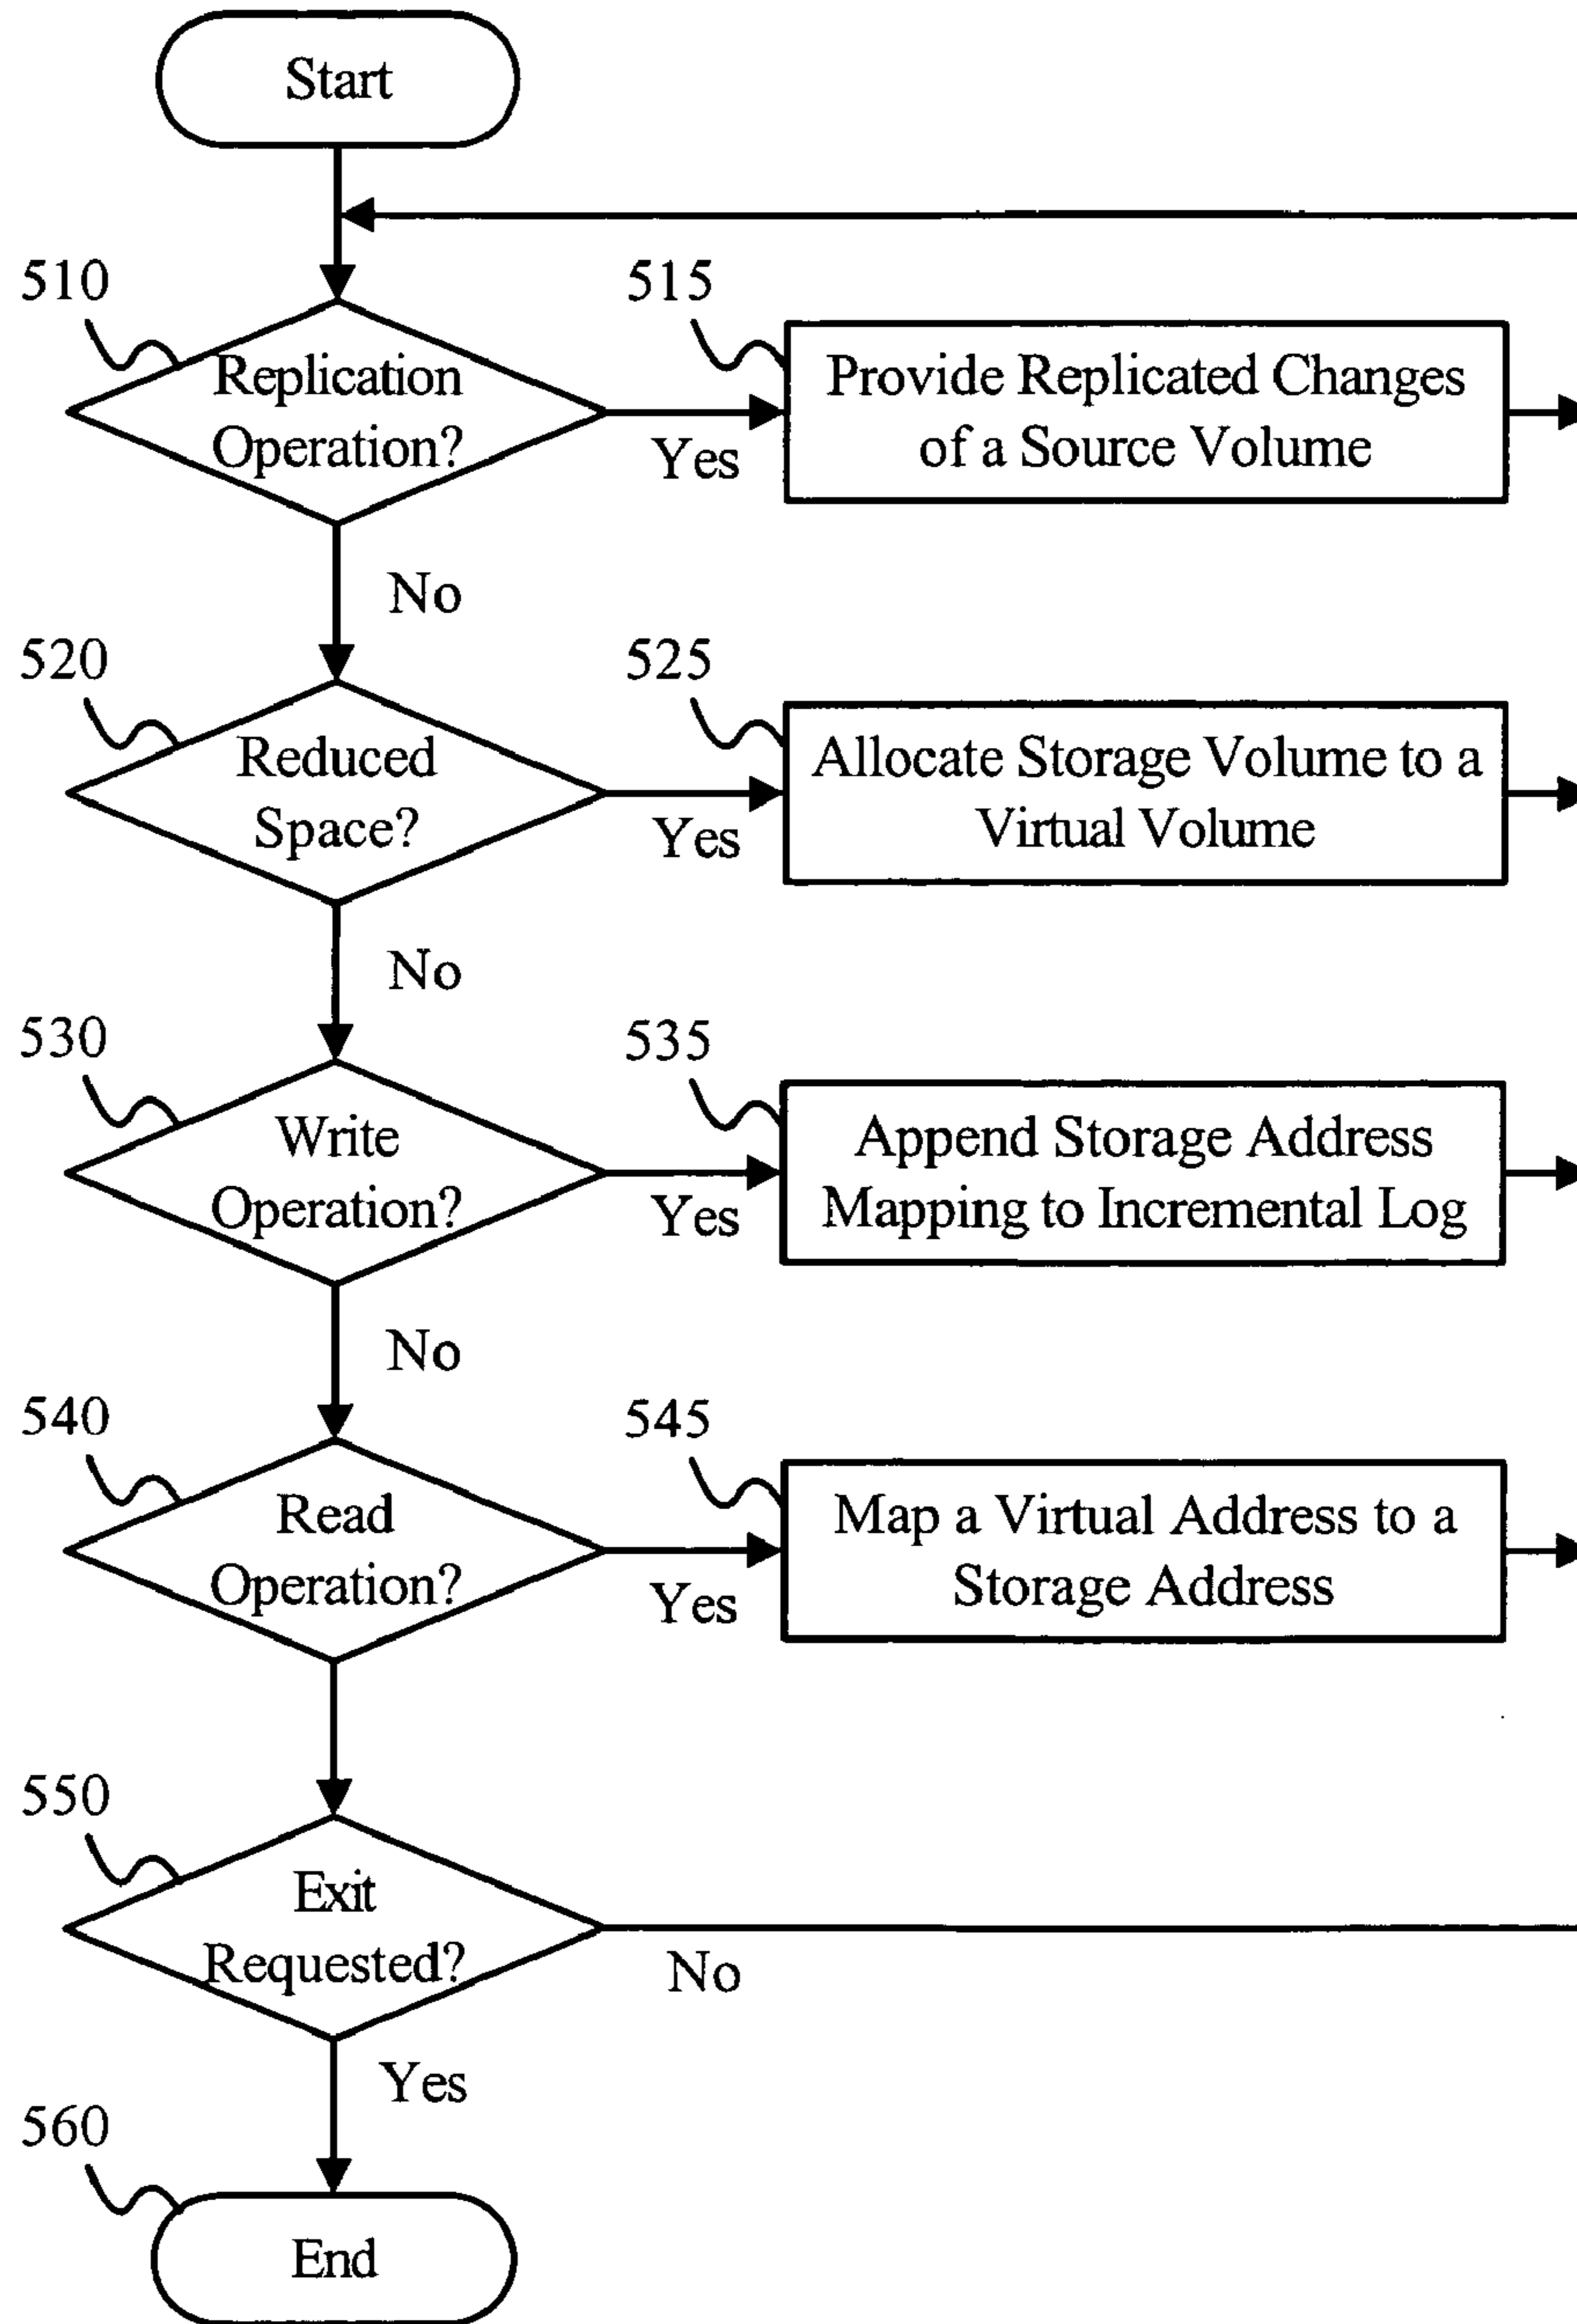 Start
510
Replication
Operation?
Yes
515
Provide Replicated Changes
of a Source Volume
No
520
Reduced
Space?
Yes
525
Allocate Storage Volume to a
Virtual Volume
No
530
Write
Operation?
Yes
535
Append Storage Address
Mapping to Incremental Log
No
540
Read
Operation?
Yes
545
Map a Virtual Address to a
Storage Address
550
Exit
Requested?
No
Yes
560
End